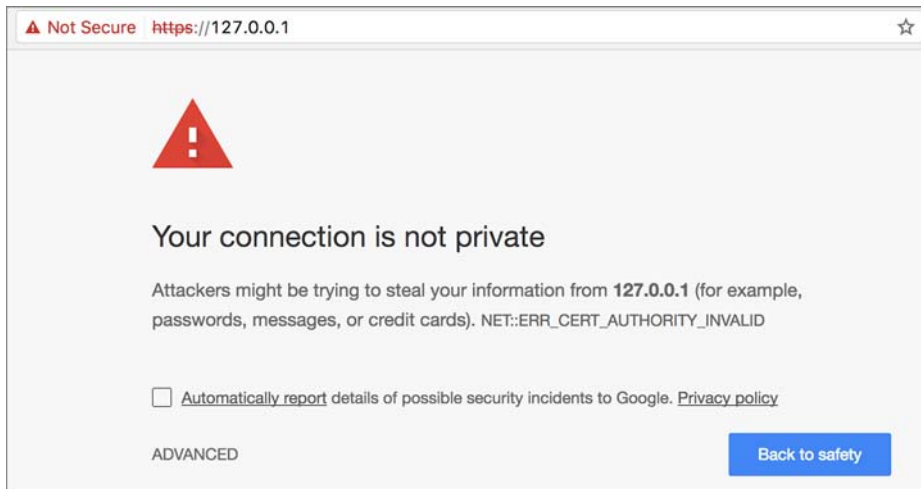 Not Secure https://127.0.0.1
Your connection is not private
Attackers might be trying to steal your information from 127.0.0.1 (for example,
passwords, messages, or credit cards). NET::ERR_CERT_AUTHORITY_INVALID
Automatically report details of possible security incidents to Google. Privacy policy
ADVANCED Back to safety